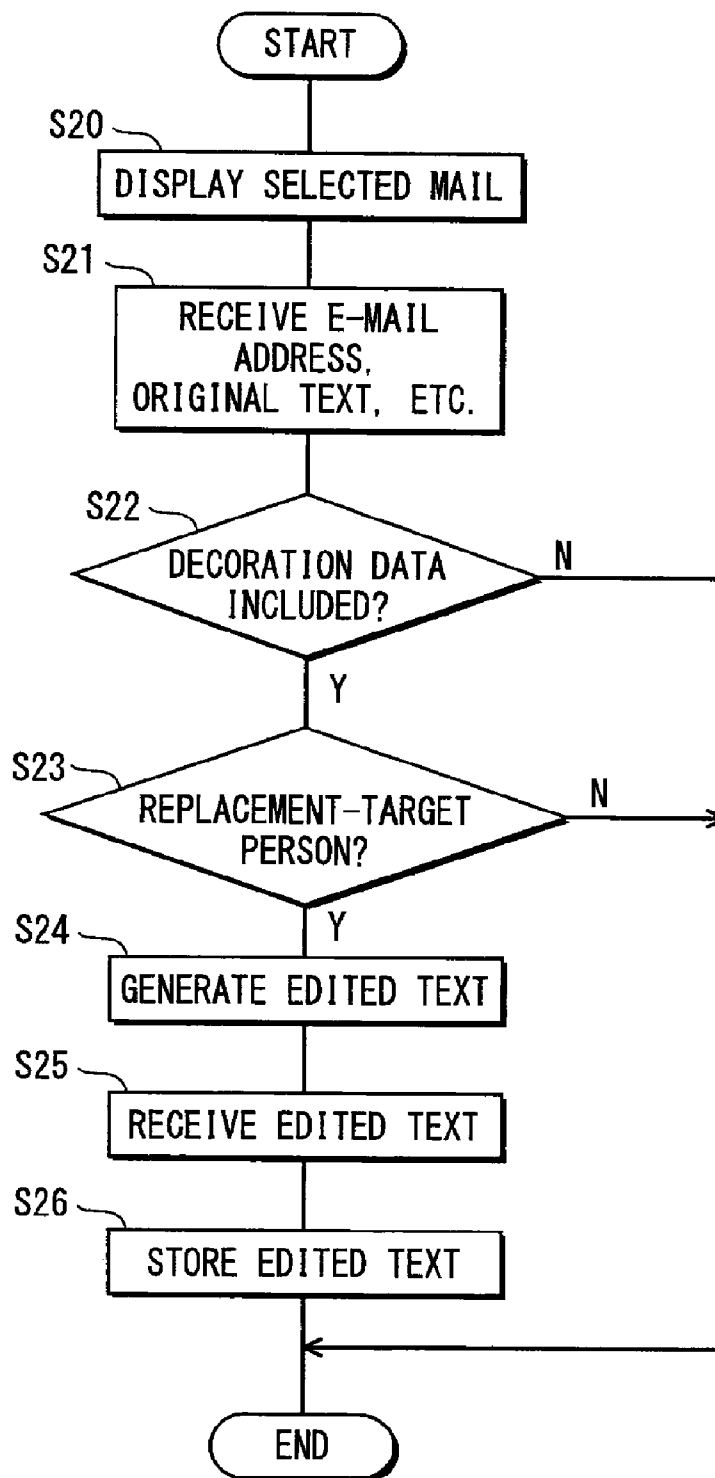 START
S20
DISPLAY SELECTED MAIL
S21
RECEIVE E-MAIL
ADDRESS,
ORIGINAL TEXT, ETC.
S22
DECORATION DATA
INCLUDED?
N
Y
S23
REPLACEMENT-TARGET
PERSON?
N
Y
S24
GENERATE EDITED TEXT
S25
RECEIVE EDITED TEXT
S26
STORE EDITED TEXT
END